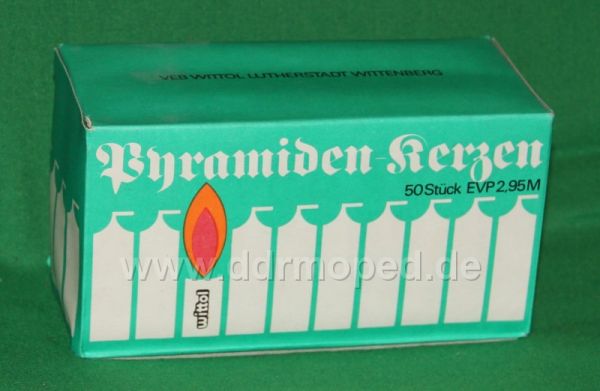 VEB WITTOL LUTHERSTADT WITTENBERG
Pyramiden-Kerzen
50 Stück EVP 2,95 M
www.ddrmoped.de
wittol